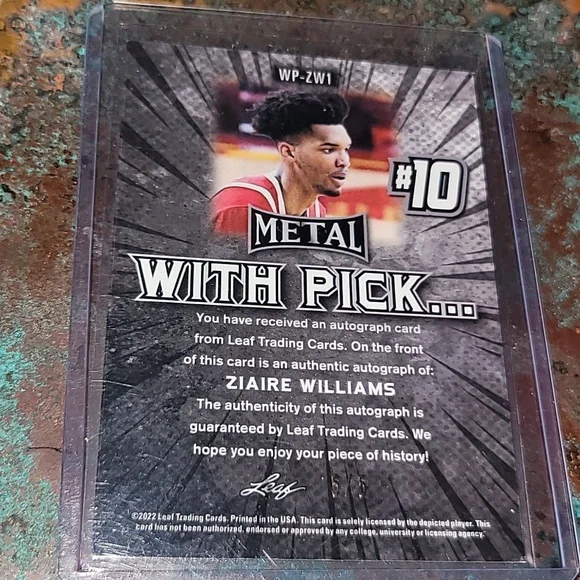 WP-ZW1
#10
METAL
WITH PICK...
You have received an autograph card
from Leaf Trading Cards. On the front
of this card is an authentic autograph of:
ZIAIRE WILLIAMS
The authenticity of this autograph is
guaranteed by Leaf Trading Cards. We
hope you enjoy your piece of history!
Leaf
5/5
©2022 Leaf Trading Cards. Printed in the USA. This card is solely licensed by the depicted player. This
card has not been authorized, endorsed or approved by any college, university or licensing agency.